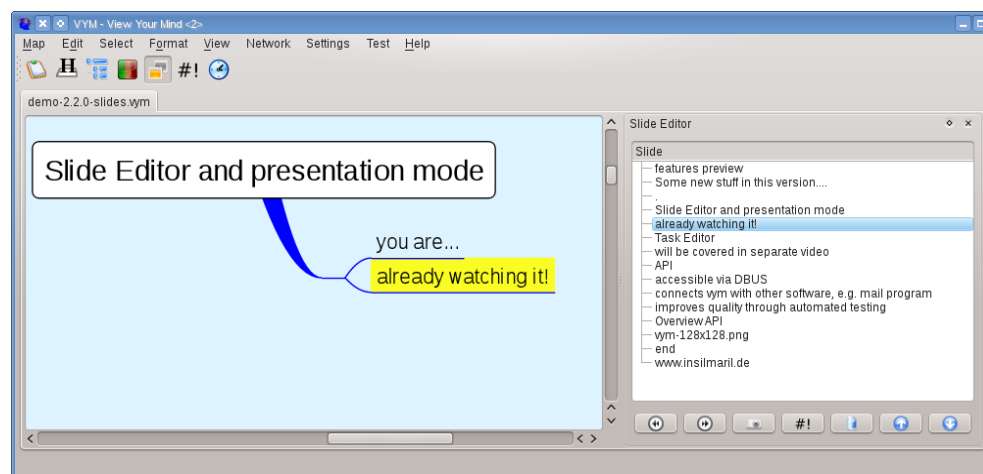 VYM - View Your Mind <2>
Map Edit Select Format View Network Settings Test Help
#!
demo-2.2.0-slides.vym
Slide Editor and presentation mode
you are...
already watching it!
Slide Editor
Slide
features preview
Some new stuff in this version....
.
Slide Editor and presentation mode
already watching it!
Task Editor
will be covered in separate video
API
accessible via DBUS
connects vym with other software, e.g. mail program
improves quality through automated testing
Overview API
vym-128x128.png
end
www.insilmaril.de
#!